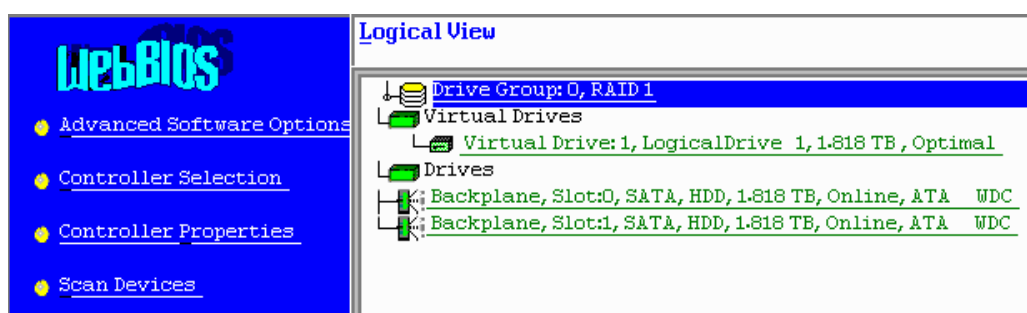 WebBIOS
Advanced Software Options
Controller Selection
Controller Properties
Scan Devices
Logical View
Drive Group: 0, RAID 1
Virtual Drives
Virtual Drive: 1, LogicalDrive 1, 1.818 TB, Optimal
Drives
Backplane, Slot:0, SATA, HDD, 1.818 TB, Online, ATA WDC
Backplane, Slot:1, SATA, HDD, 1.818 TB, Online, ATA WDC